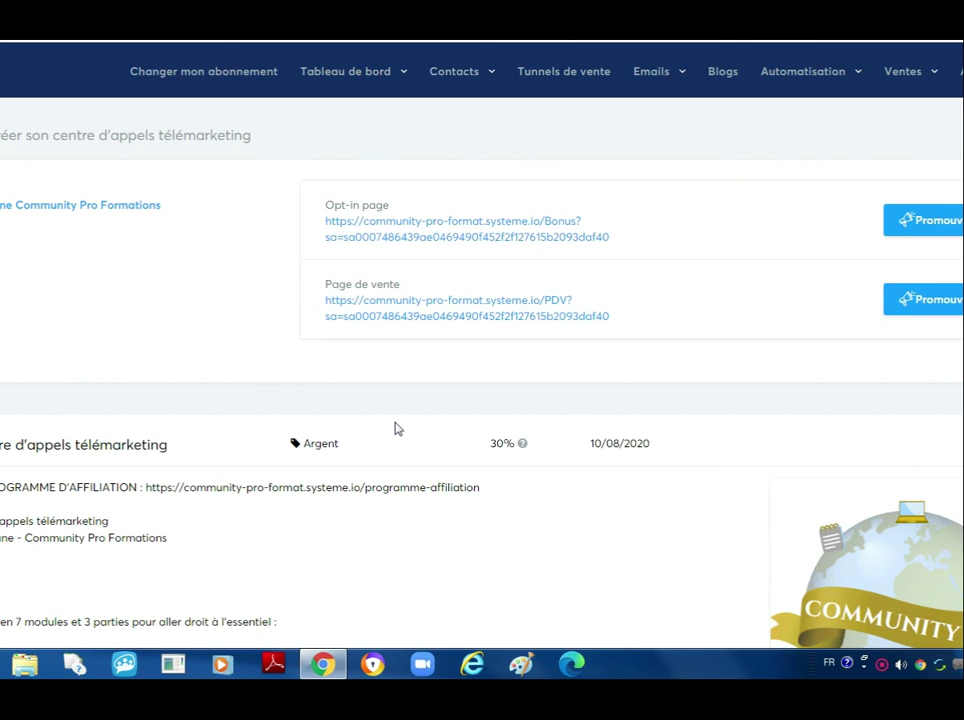 Changer mon abonnement Tableau de bord Contacts Tunnels de vente Emails Blogs Automatisation Ventes
éer son centre d'appels télémarketing
ne Community Pro Formations
Opt-in page
https://community-pro-format.systeme.io/Bonus?
sa=sa0007486439ae0469490f452f2f127615b2093daf40
Promouv
Page de vente
https://community-pro-format.systeme.io/PDV?
sa=sa0007486439ae0469490f452f2f127615b2093daf40
Promouv
re d'appels télémarketing Argent 30% 10/08/2020
OGRAMME D'AFFILIATION : https://community-pro-format.systeme.io/programme-affiliation
appels télémarketing
ne - Community Pro Formations
en 7 modules et 3 parties pour aller droit à l'essentiel :
COMMUNITY
FR